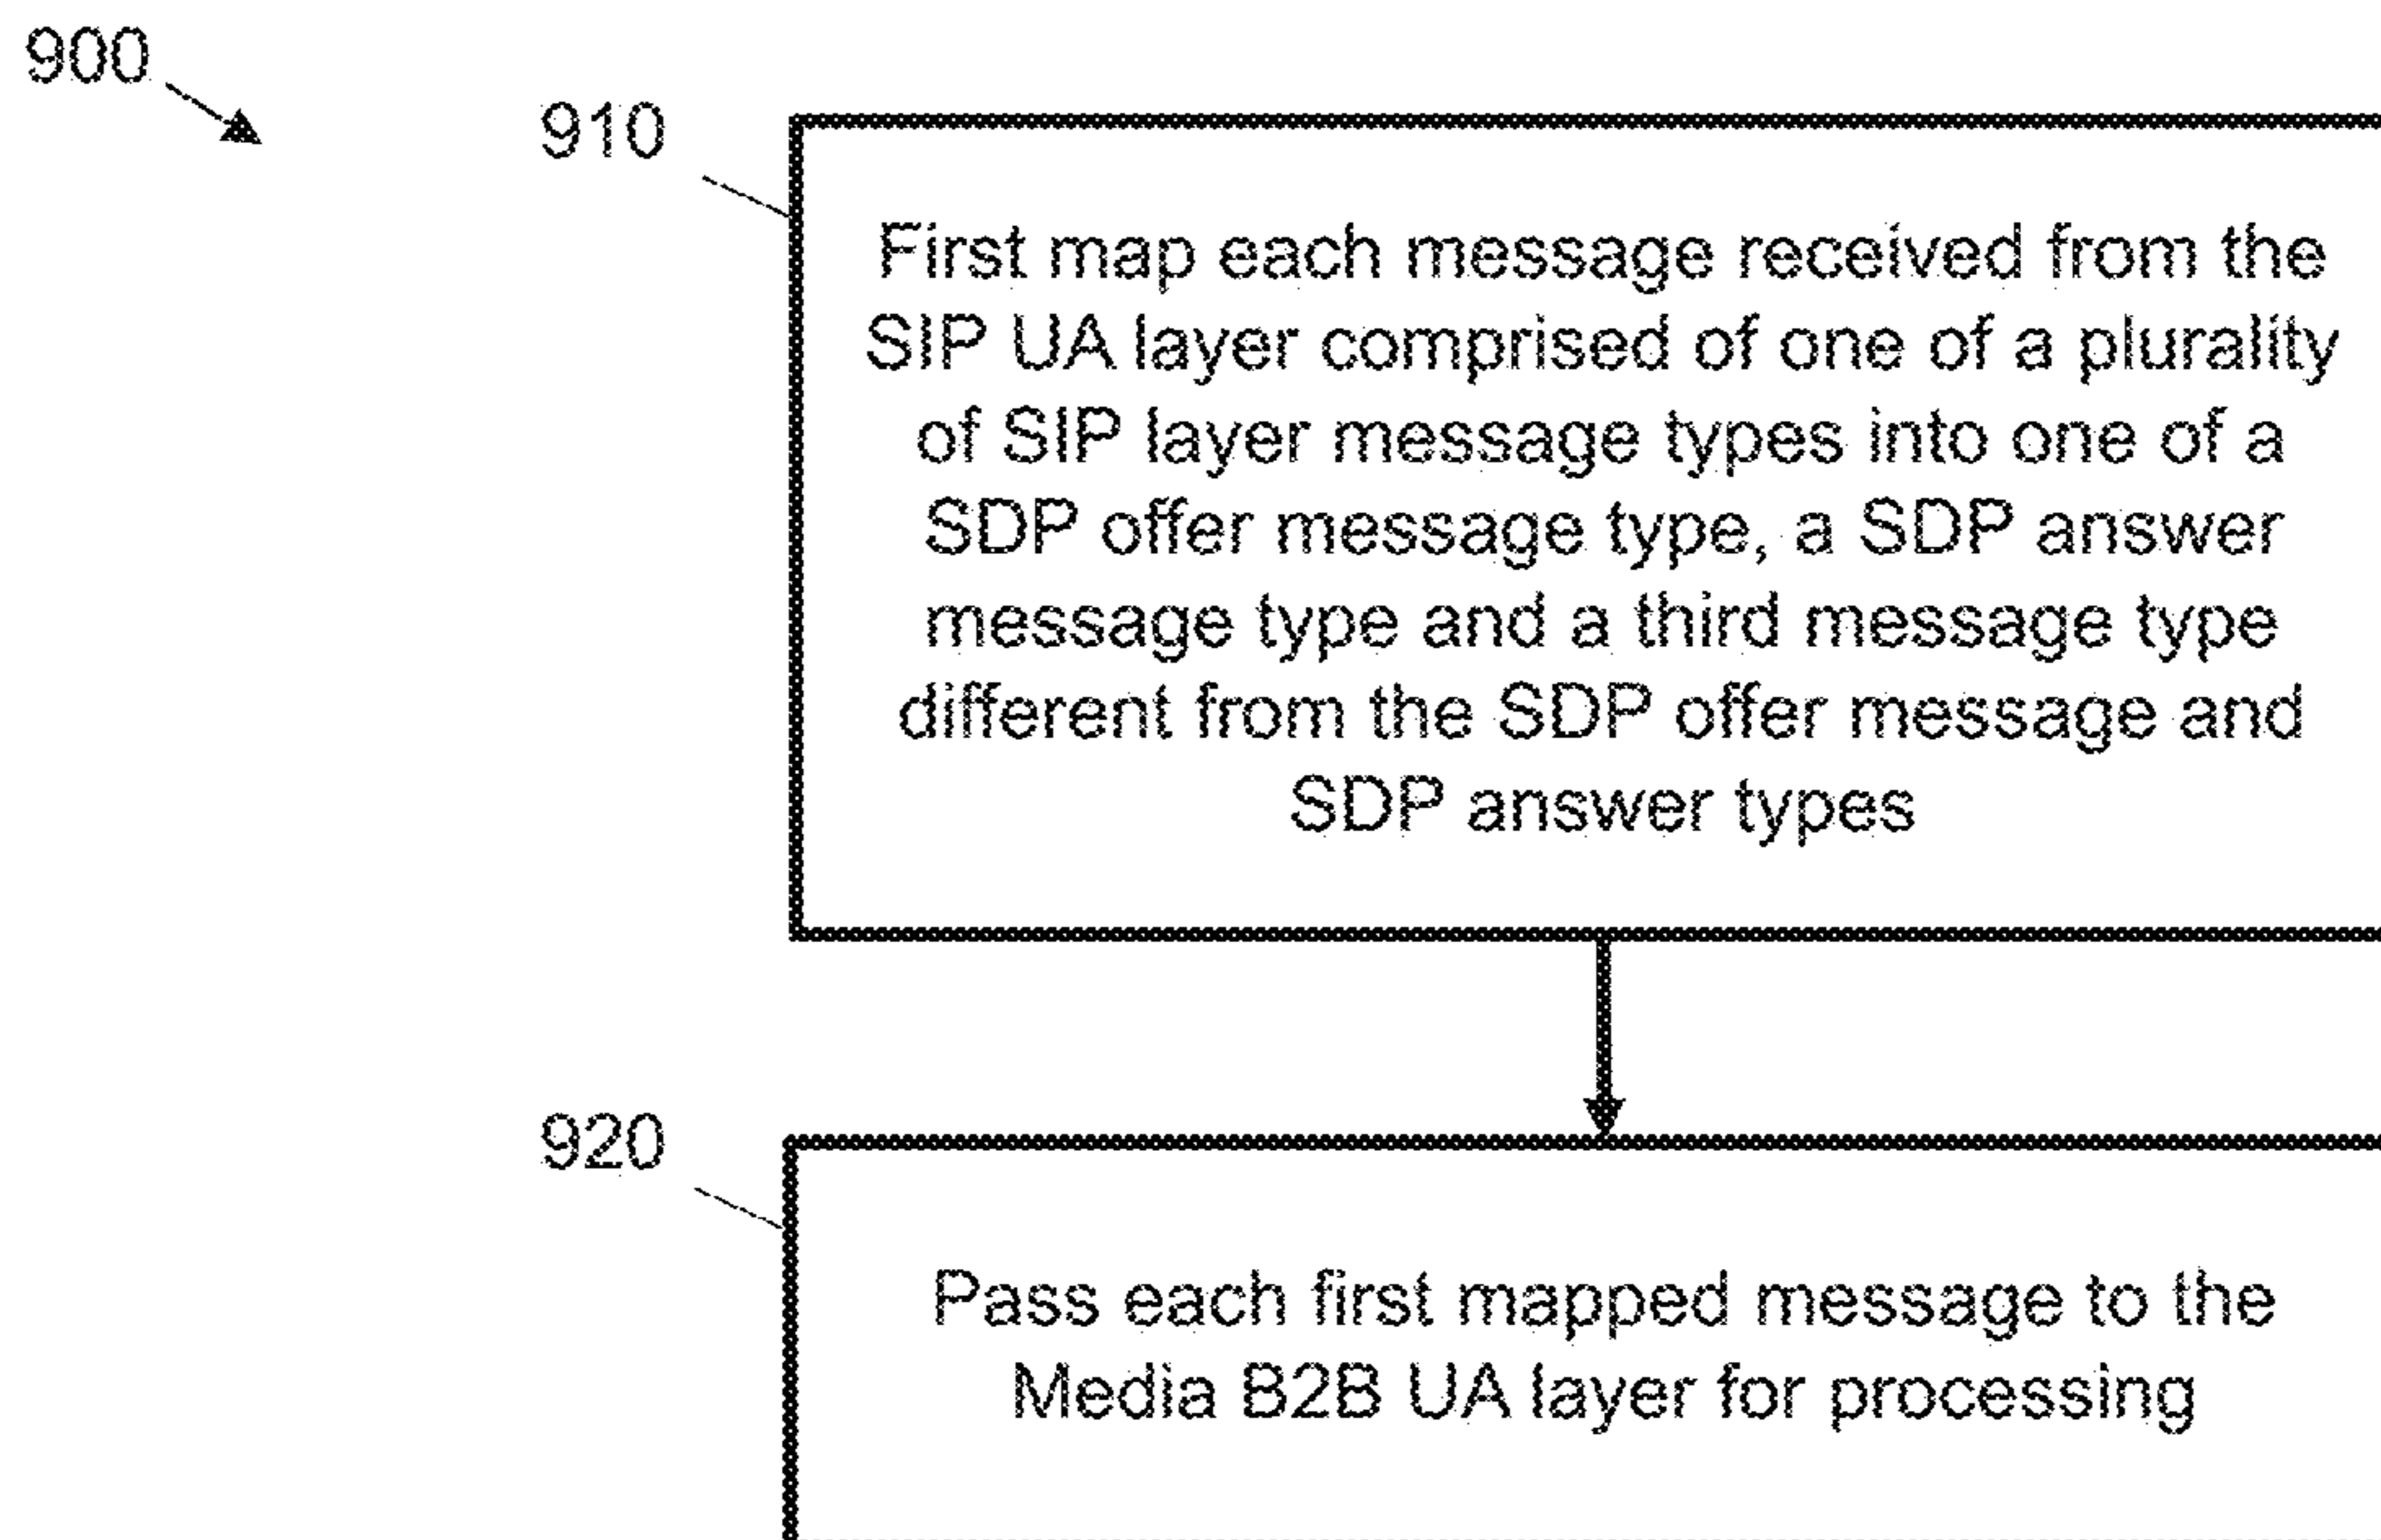 900
910
First map each message received from the
SIP UA layer comprised of one of a plurality
of SIP layer message types into one of a
SDP offer message type, a SDP answer
message type and a third message type
different from the SDP offer message and
SDP answer types
920
Pass each first mapped message to the
Media B2B UA layer for processing